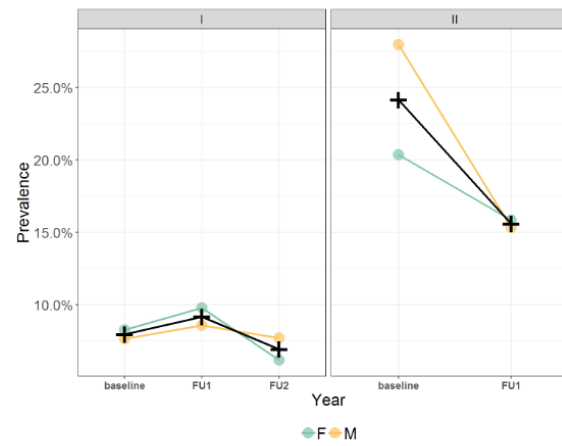 I II
Prevalence
25.0%
20.0%
15.0%
10.0%
baseline FU1 FU2 baseline FU1
Year
F M